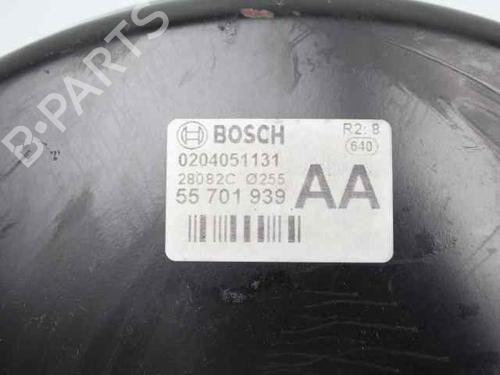 B-PARTS
BOSCH
R2: 8
640
0204051131
28082C Ø255
55 701 939
AA